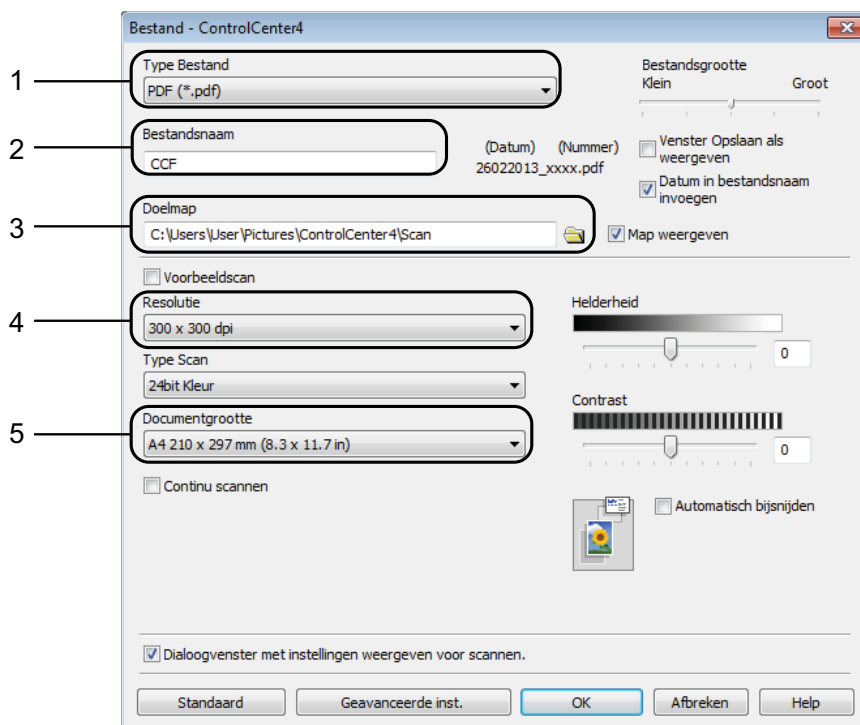 Bestand - ControlCenter4
1
Type Bestand
PDF (*.pdf)
Bestandsgrootte
Klein Groot
2
Bestandsnaam
CCF
(Datum) (Nummer)
26022013_xxxx.pdf
Venster Opslaan als
weergeven
Datum in bestandsnaam
invoegen
3
Doelmap
C:\Users\User\Pictures\ControlCenter4\Scan
Map weergeven
Voorbeeldscan
4
Resolutie
300 x 300 dpi
Type Scan
24bit Kleur
5
Documentgrootte
A4 210 x 297 mm (8.3 x 11.7 in)
Continu scannen
Helderheid
0
Contrast
0
Automatisch bijsnijden
Dialoogvenster met instellingen weergeven voor scannen.
Standaard Geavanceerde inst. OK Afbreken Help